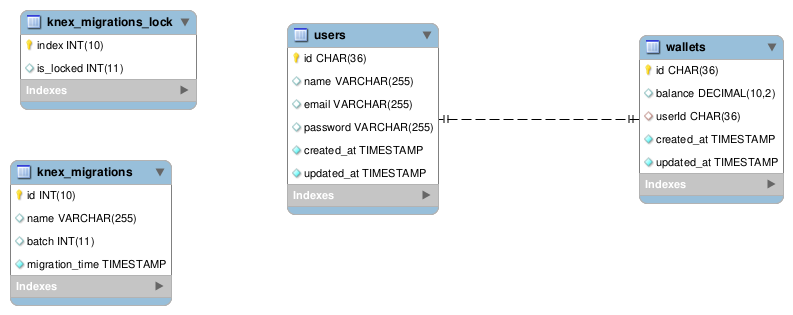 knex_migrations_lock
index INT(10)
is_locked INT(11)
Indexes
knex_migrations
id INT(10)
name VARCHAR(255)
batch INT(11)
migration_time TIMESTAMP
Indexes
users
id CHAR(36)
name VARCHAR(255)
email VARCHAR(255)
password VARCHAR(255)
created_at TIMESTAMP
updated_at TIMESTAMP
Indexes
wallets
id CHAR(36)
balance DECIMAL(10,2)
userId CHAR(36)
created_at TIMESTAMP
updated_at TIMESTAMP
Indexes